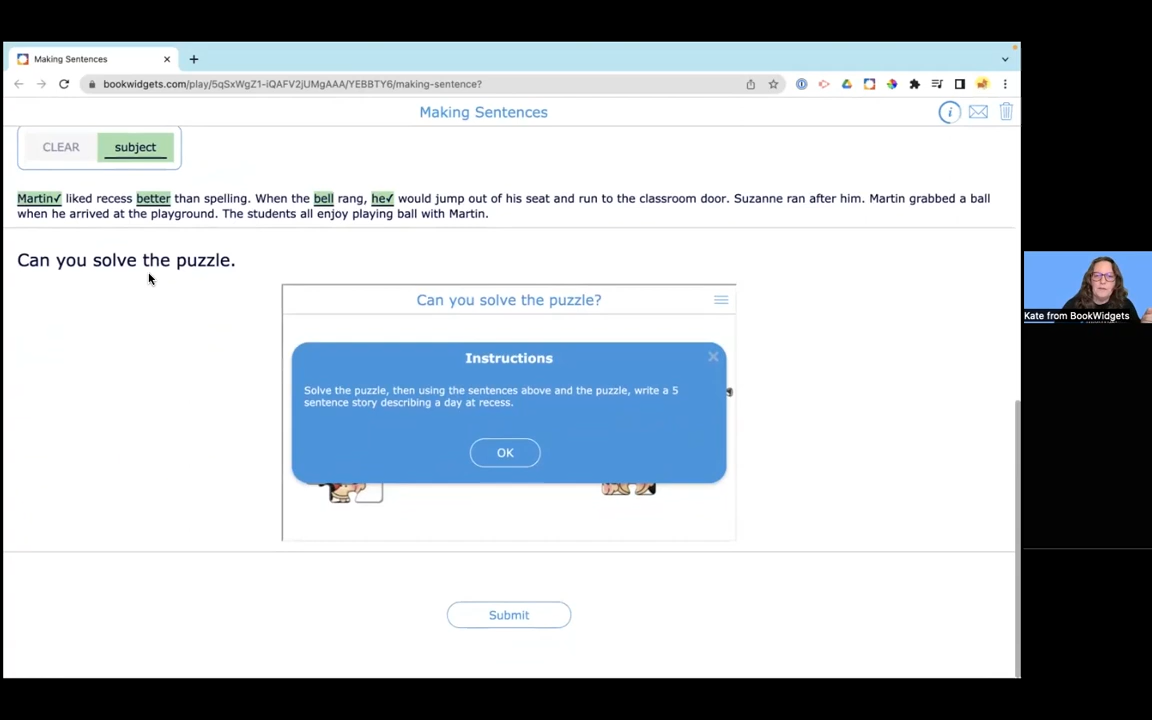 Making Sentences
bookwidgets.com/play/5qSxWgZ1-iQAFV2jUMgAAA/YEBBTY6/making-sentence?
Making Sentences
CLEAR
subject
Martin✓ liked recess better than spelling. When the bell rang, he✓ would jump out of his seat and run to the classroom door. Suzanne ran after him. Martin grabbed a ball
when he arrived at the playground. The students all enjoy playing ball with Martin.
Can you solve the puzzle.
Can you solve the puzzle?
Instructions
Solve the puzzle, then using the sentences above and the puzzle, write a 5
sentence story describing a day at recess.
OK
Submit
Kate from BookWidgets